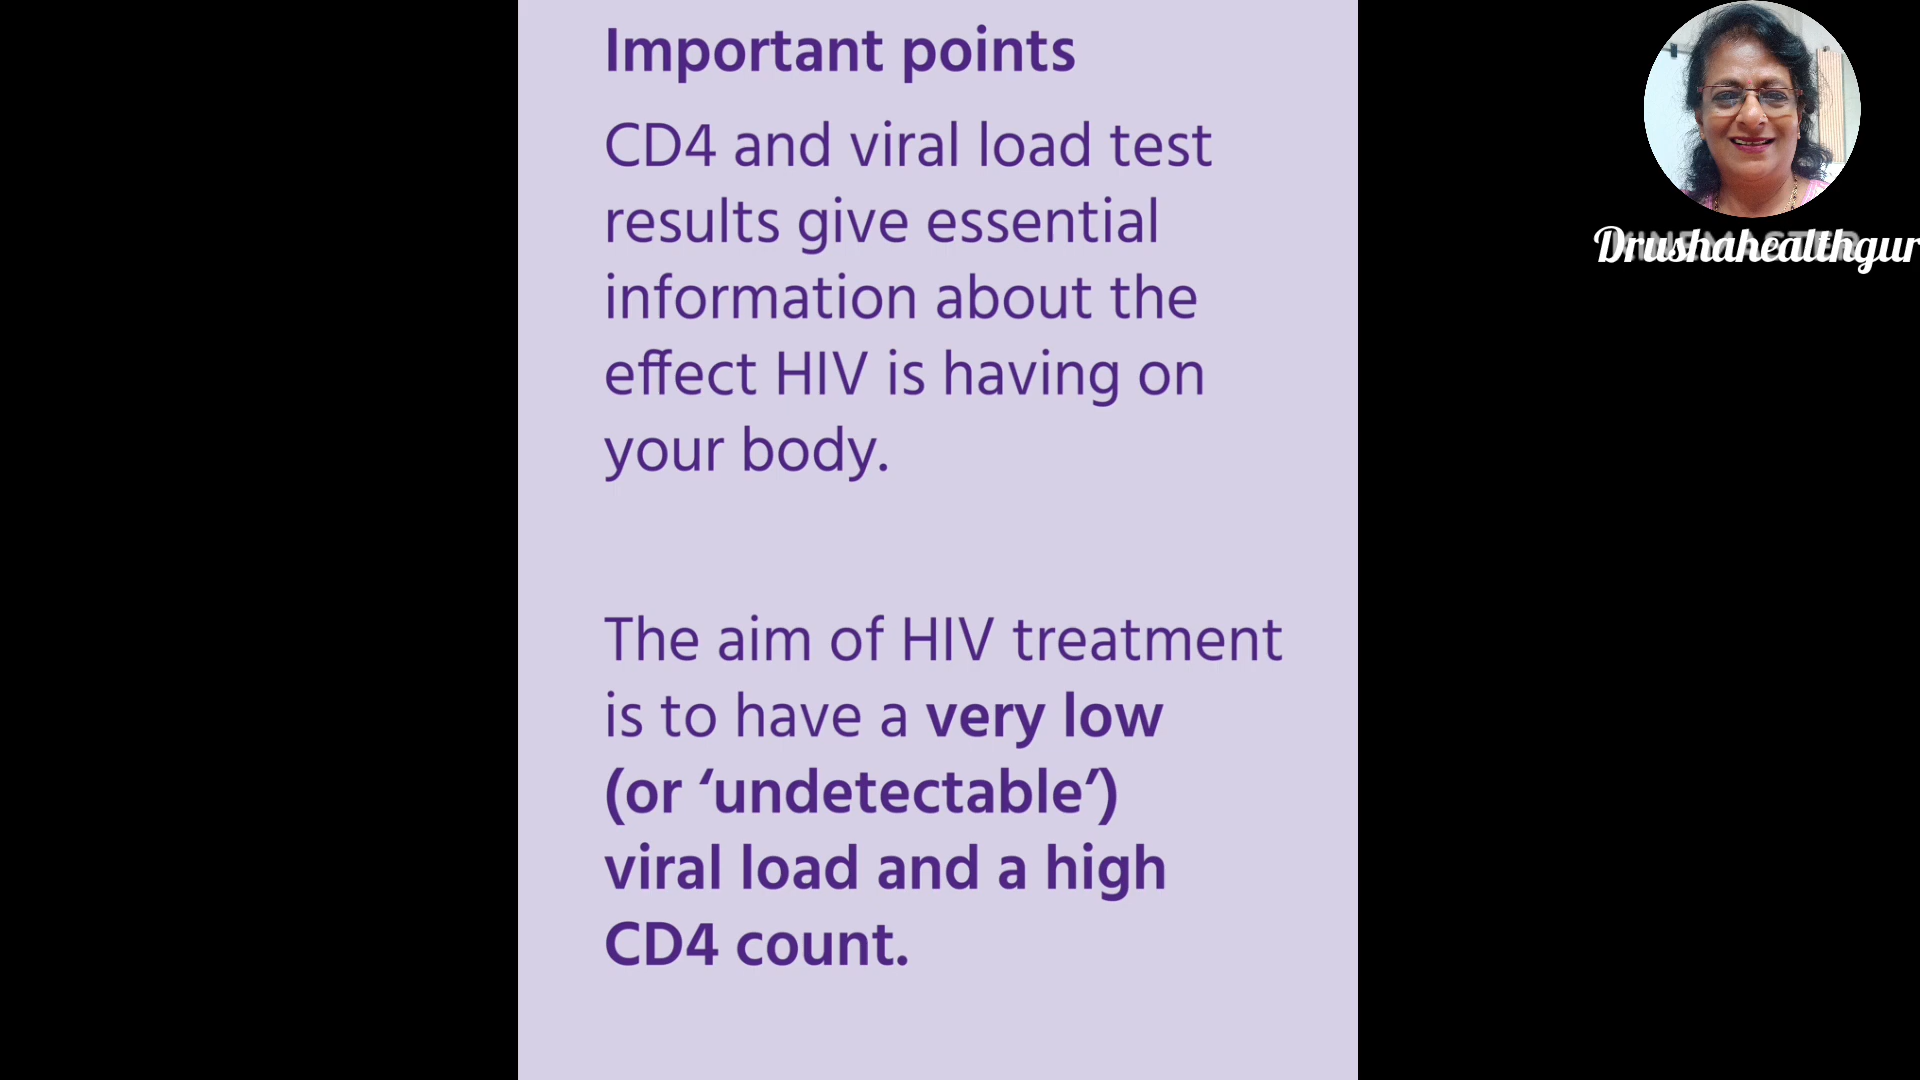 Important points
CD4 and viral load test
results give essential
information about the
effect HIV is having on
your body.
The aim of HIV treatment
is to have a very low
(or ‘undetectable’)
viral load and a high
CD4 count.
Drushahealthgur